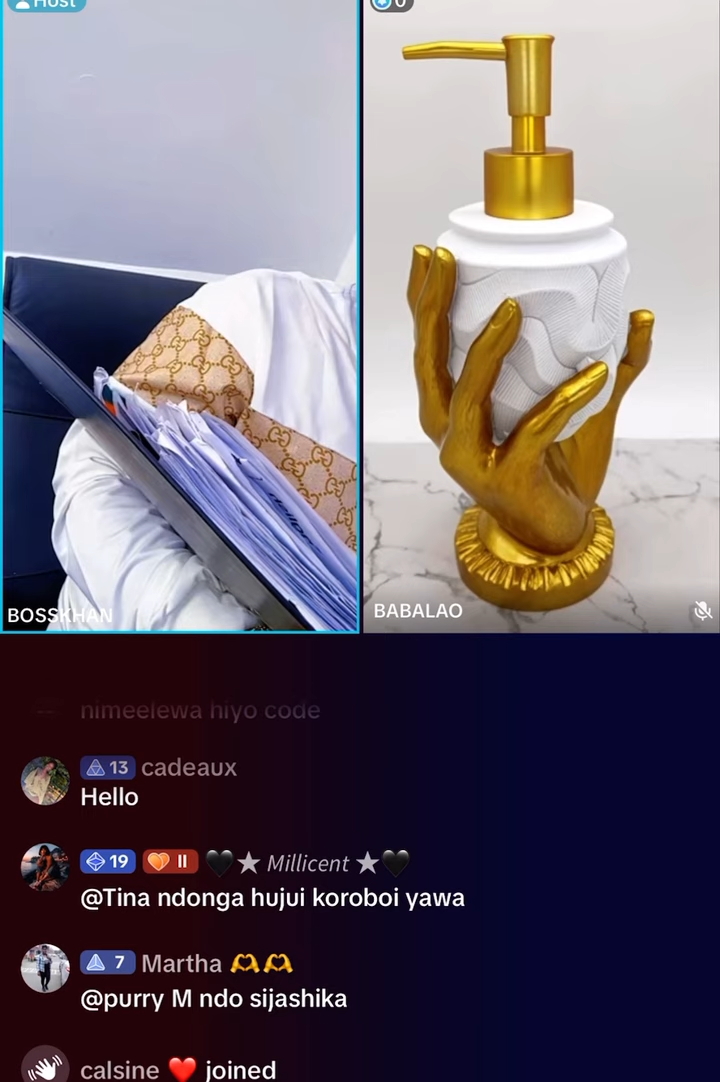 Host
0
BOSSKHAN
BABALAO
nimeelewa hiyo code
13 cadeaux
Hello
19 II 🖤★ Millicent ★🖤
@Tina ndonga hujui koroboi yawa
7 Martha 🫶🫶
@purry M ndo sijashika
calsine ❤️ joined